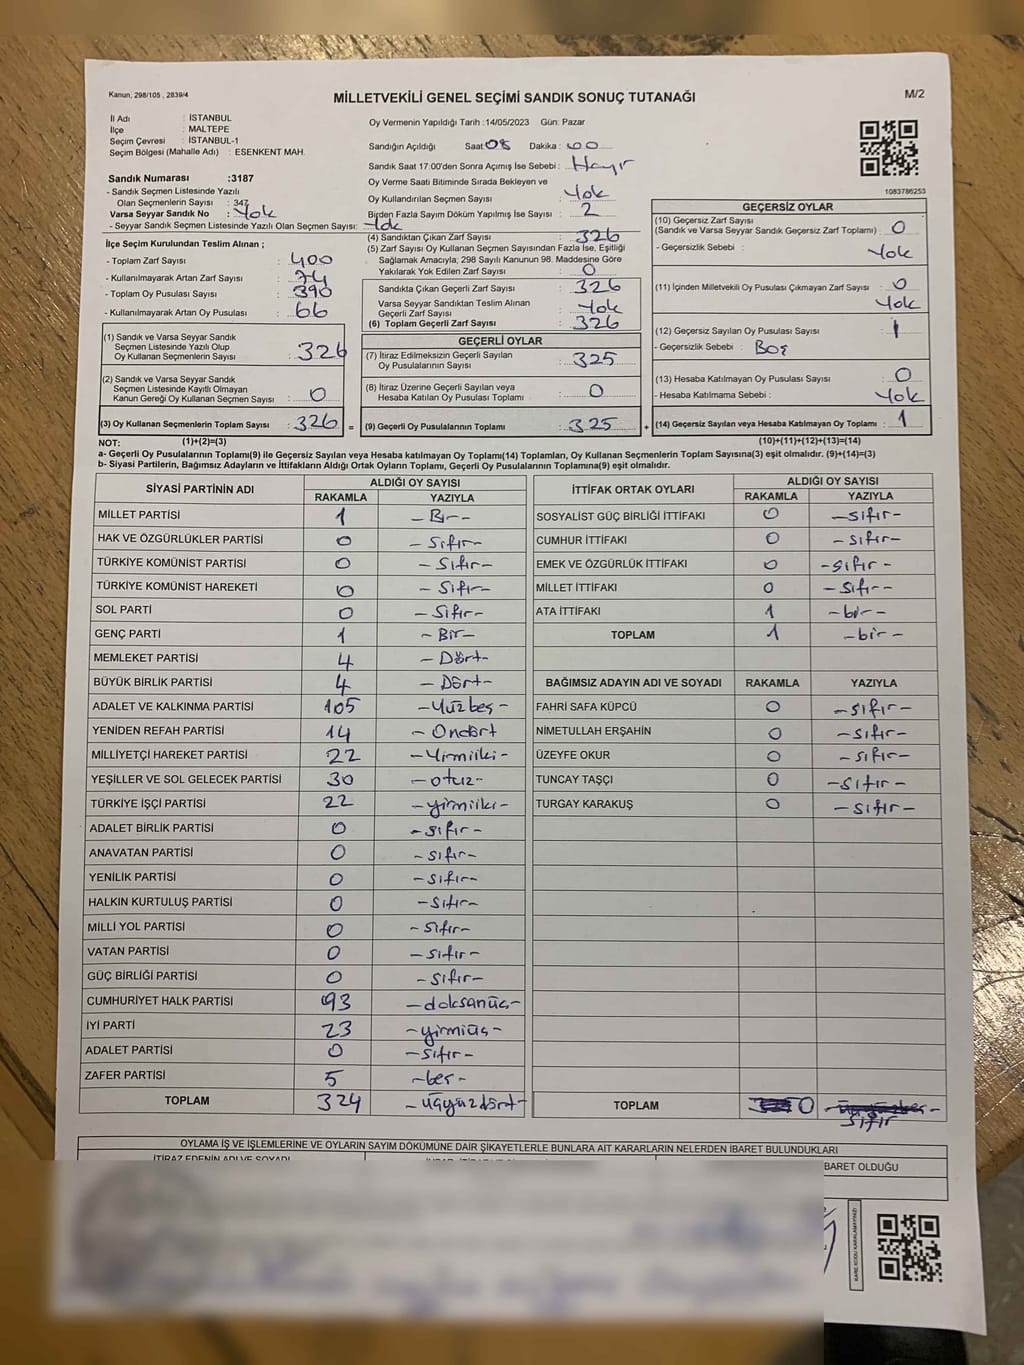 Kanun; 298/105 , 2839/4
MİLLETVEKİLİ GENEL SEÇİMİ SANDIK SONUÇ TUTANAĞI
M/2
İl Adı : İSTANBUL
İlçe : MALTEPE
Seçim Çevresi : İSTANBUL-1
Seçim Bölgesi (Mahalle Adı) : ESENKENT MAH.
Sandık Numarası :3187
- Sandık Seçmen Listesinde Yazılı
Olan Seçmenlerin Sayısı : 347
Varsa Seyyar Sandık No : Yok
- Seyyar Sandık Seçmen Listesinde Yazılı Olan Seçmen Sayısı: Yok
İlçe Seçim Kurulundan Teslim Alınan ;
- Toplam Zarf Sayısı : 400
- Kullanılmayarak Artan Zarf Sayısı : 74
- Toplam Oy Pusulası Sayısı : 390
- Kullanılmayarak Artan Oy Pusulası : 66
(1) Sandık ve Varsa Seyyar Sandık
Seçmen Listesinde Yazılı Olup
Oy Kullanan Seçmenlerin Sayısı : 326
(2) Sandık ve Varsa Seyyar Sandık
Seçmen Listesinde Kayıtlı Olmayan
Kanun Gereği Oy Kullanan Seçmen Sayısı : 0
(3) Oy Kullanan Seçmenlerin Toplam Sayısı : 326 =
Oy Vermenin Yapıldığı Tarih :14/05/2023 Gün: Pazar
Sandığın Açıldığı Saat: 08 Dakika : 00
Sandık Saat 17:00'den Sonra Açımış İse Sebebi : Hayır
Oy Verme Saati Bitiminde Sırada Bekleyen ve
Oy Kullandırılan Seçmen Sayısı : Yok
Birden Fazla Sayım Döküm Yapılmış İse Sayısı : 2
(4) Sandıktan Çıkan Zarf Sayısı : 326
(5) Zarf Sayısı Oy Kullanan Seçmen Sayısından Fazla İse, Eşitliği
Sağlamak Amacıyla; 298 Sayılı Kanunun 98. Maddesine Göre
Yakılarak Yok Edilen Zarf Sayısı : 0
Sandıkta Çıkan Geçerli Zarf Sayısı : 326
Varsa Seyyar Sandıktan Teslim Alınan
Geçerli Zarf Sayısı : Yok
(6) Toplam Geçerli Zarf Sayısı : 326
GEÇERLİ OYLAR
(7) İtiraz Edilmeksizin Geçerli Sayılan
Oy Pusulalarının Sayısı : 325
(8) İtiraz Üzerine Geçerli Sayılan veya
Hesaba Katılan Oy Pusulası Toplamı : 0
(9) Geçerli Oy Pusulalarının Toplamı : 325 +
1083786253
GEÇERSİZ OYLAR
(10) Geçersiz Zarf Sayısı
(Sandık ve Varsa Seyyar Sandık Geçersiz Zarf Toplamı) : 0
- Geçersizlik Sebebi : Yok
(11) İçinden Milletvekili Oy Pusulası Çıkmayan Zarf Sayısı : 0
Yok
(12) Geçersiz Sayılan Oy Pusulası Sayısı : 1
- Geçersizlik Sebebi : Boş
(13) Hesaba Katılmayan Oy Pusulası Sayısı : 0
- Hesaba Katılmama Sebebi : Yok
(14) Geçersiz Sayılan veya Hesaba Katılmayan Oy Toplamı : 1
NOT: (1)+(2)=(3) (10)+(11)+(12)+(13)=(14)
a- Geçerli Oy Pusulalarının Toplamı(9) ile Geçersiz Sayılan veya Hesaba katılmayan Oy Toplamı(14) Toplamları, Oy Kullanan Seçmenlerin Toplam Sayısına(3) eşit olmalıdır. (9)+(14)=(3)
b- Siyasi Partilerin, Bağımsız Adayların ve İttifakların Aldığı Ortak Oyların Toplamı, Geçerli Oy Pusulalarının Toplamına(9) eşit olmalıdır.
SİYASİ PARTİNİN ADI ALDIĞI OY SAYISI
RAKAMLA YAZIYLA
MİLLET PARTİSİ 1 -Bir-
HAK VE ÖZGÜRLÜKLER PARTİSİ 0 -Sıfır-
TÜRKİYE KOMÜNİST PARTİSİ 0 -Sıfır-
TÜRKİYE KOMÜNİST HAREKETİ 0 -Sıfır-
SOL PARTİ 0 -Sıfır-
GENÇ PARTİ 1 -Bir-
MEMLEKET PARTİSİ 4 -Dört-
BÜYÜK BİRLİK PARTİSİ 4 -Dört-
ADALET VE KALKINMA PARTİSİ 105 -Yüzbeş-
YENİDEN REFAH PARTİSİ 14 -Ondört
MİLLİYETÇİ HAREKET PARTİSİ 22 -Yirmiiki-
YEŞİLLER VE SOL GELECEK PARTİSİ 30 -otuz-
TÜRKİYE İŞÇİ PARTİSİ 22 -yirmiiki-
ADALET BİRLİK PARTİSİ 0 -sıfır-
ANAVATAN PARTİSİ 0 -sıfır-
YENİLİK PARTİSİ 0 -sıfır-
HALKIN KURTULUŞ PARTİSİ 0 -sıfır-
MİLLİ YOL PARTİSİ 0 -sıfır-
VATAN PARTİSİ 0 -sıfır-
GÜÇ BİRLİĞİ PARTİSİ 0 -sıfır-
CUMHURİYET HALK PARTİSİ 93 -doksanüç-
İYİ PARTİ 23 -yirmiüç-
ADALET PARTİSİ 0 -sıfır-
ZAFER PARTİSİ 5 -beş-
TOPLAM 324 -üçyüzdört-
İTTİFAK ORTAK OYLARI ALDIĞI OY SAYISI
RAKAMLA YAZIYLA
SOSYALİST GÜÇ BİRLİĞİ İTTİFAKI 0 -sıfır-
CUMHUR İTTİFAKI 0 -sıfır-
EMEK VE ÖZGÜRLÜK İTTİFAKI 0 -sıfır-
MİLLET İTTİFAKI 0 -sıfır-
ATA İTTİFAKI 1 -bir-
TOPLAM 1 -bir-
BAĞIMSIZ ADAYIN ADI VE SOYADI RAKAMLA YAZIYLA
FAHRİ SAFA KÜPCÜ 0 -sıfır-
NİMETULLAH ERŞAHİN 0 -sıfır-
ÜZEYFE OKUR 0 -sıfır-
TUNCAY TAŞÇI 0 -sıfır-
TURGAY KARAKUŞ 0 -sıfır-
TOPLAM 0 sıfır
OYLAMA İŞ VE İŞLEMLERİNE VE OYLARIN SAYIM DÖKÜMÜNE DAİR ŞİKAYETLERLE BUNLARA AİT KARARLARIN NELERDEN İBARET BULUNDUKLARI
İTİRAZ EDENİN ADI VE SOYADI
BARET OLDUĞU